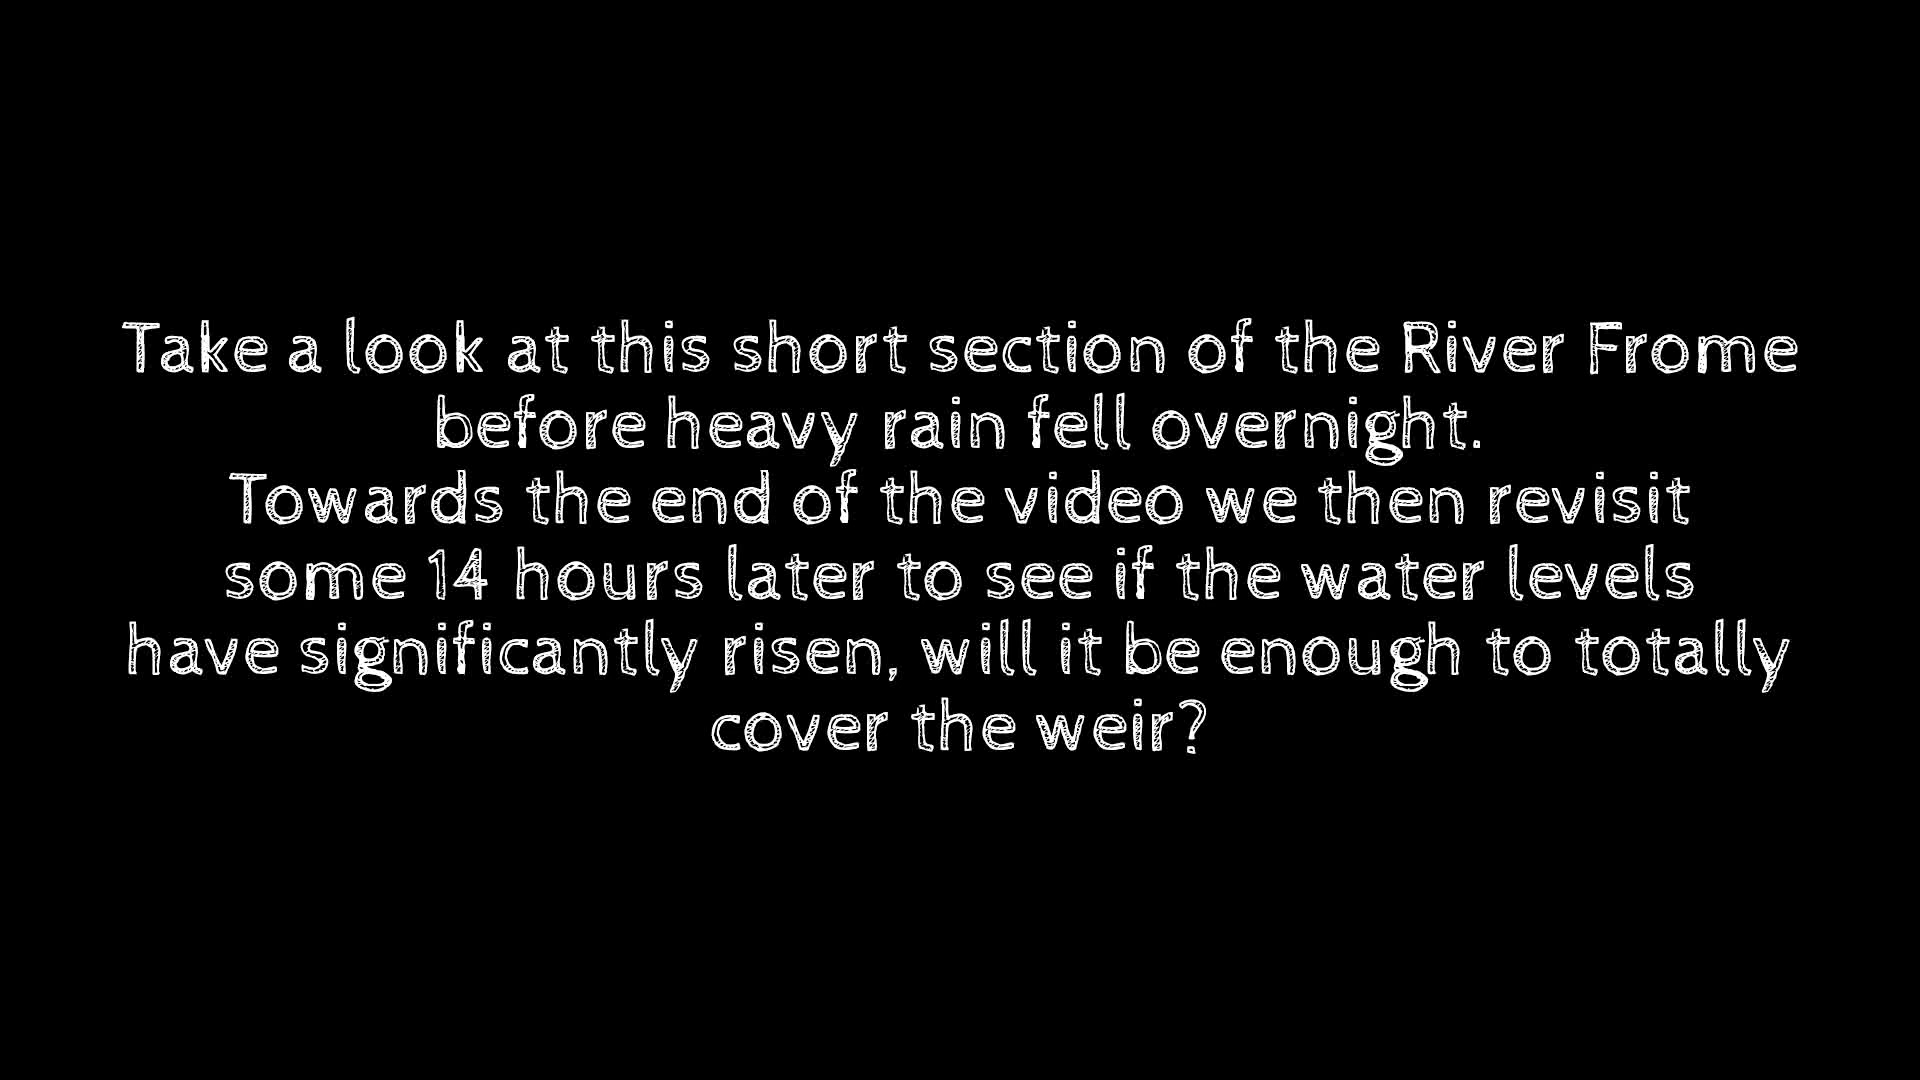 Take a look at this short section of the River Frome
before heavy rain fell overnight.
Towards the end of the video we then revisit
some 14 hours later to see if the water levels
have significantly risen, will it be enough to totally
cover the weir?